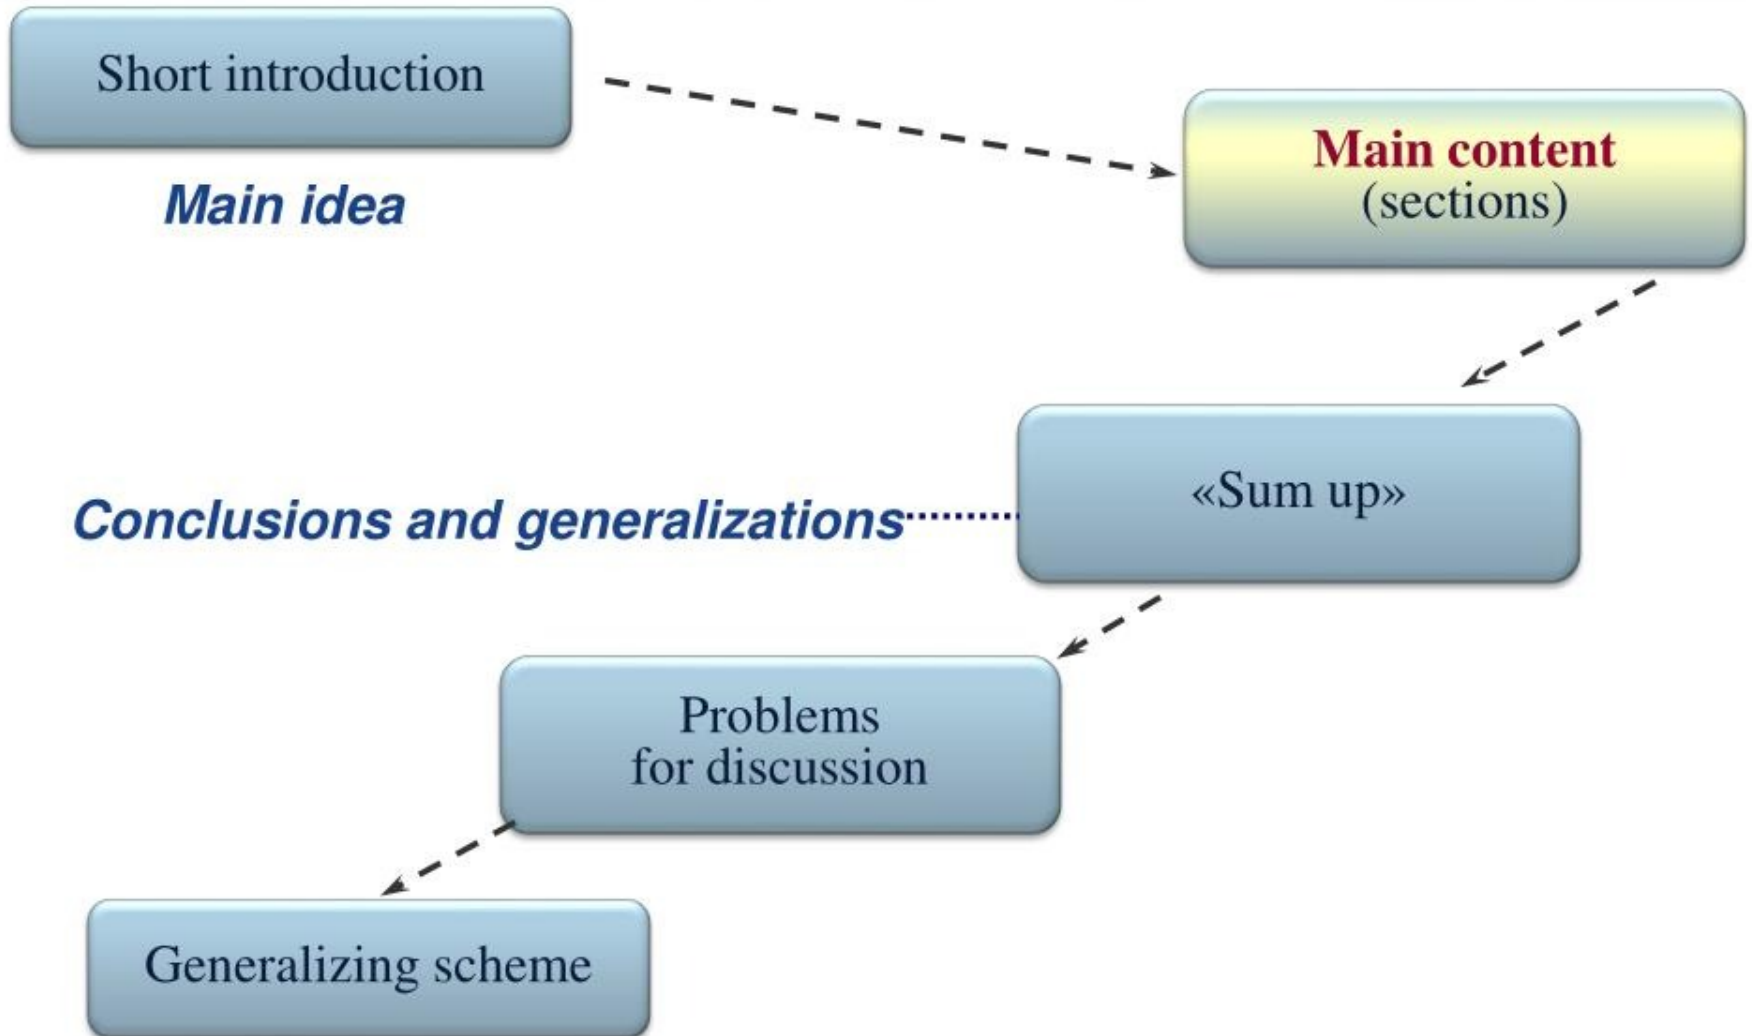 Short introduction
Main idea
Main content
(sections)
«Sum up»
Conclusions and generalizations
Problems
for discussion
Generalizing scheme